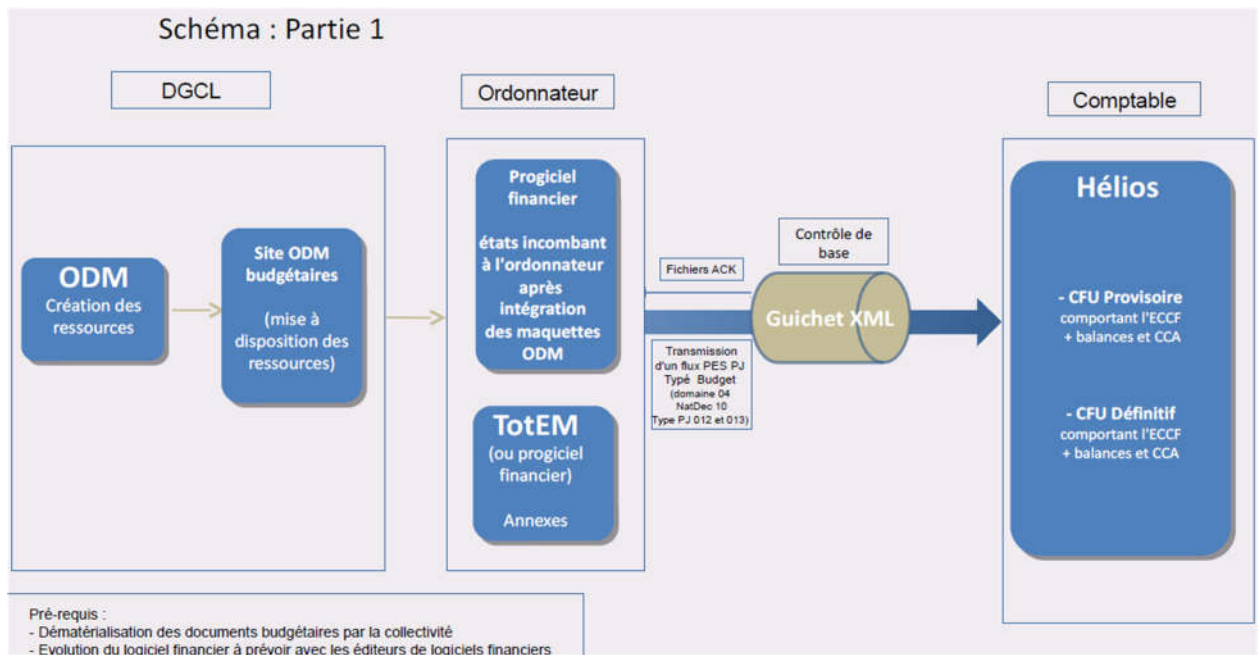 Schéma : Partie 1
DGCL
Ordonnateur
Comptable
ODM
Création des
ressources
Site ODM
budgétaires
(mise à
disposition des
ressources)
Progiciel
financier
états incombant
à l'ordonnateur
après
intégration
des maquettes
ODM
TotEM
(ou progiciel
financier)
Annexes
Fichiers ACK
Transmission
d'un flux PES PJ
Typé Budget
(domaine 04
NatDec 10
Type PJ 012 et 013)
Contrôle de
base
Guichet XML
Hélios
- CFU Provisoire
comportant l'ECCF
+ balances et CCA
- CFU Définitif
comportant l'ECCF
+ balances et CCA
Pré-requis :
- Dématérialisation des documents budgétaires par la collectivité
- Evolution du logiciel financier à prévoir avec les éditeurs de logiciels financiers